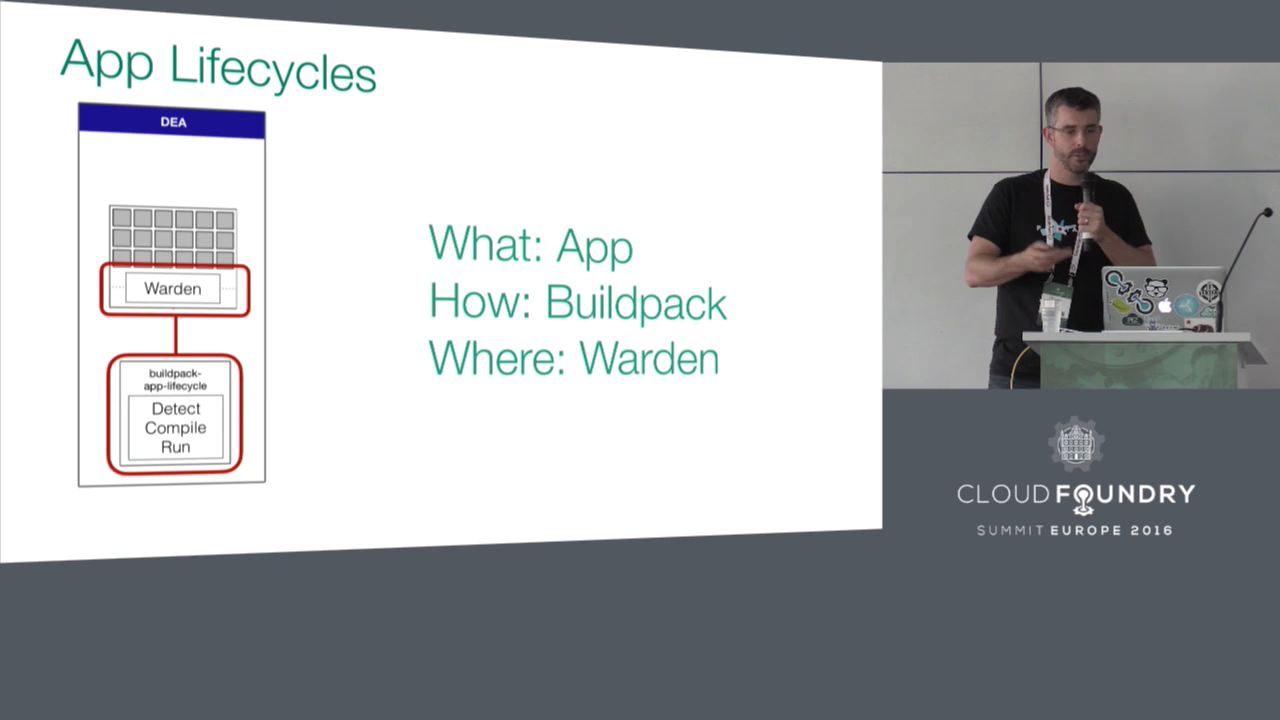 App Lifecycles
DEA
Warden
buildpack-
app-lifecycle
Detect
Compile
Run
What: App
How: Buildpack
Where: Warden
CLOUD FOUNDRY
SUMMIT EUROPE 2016